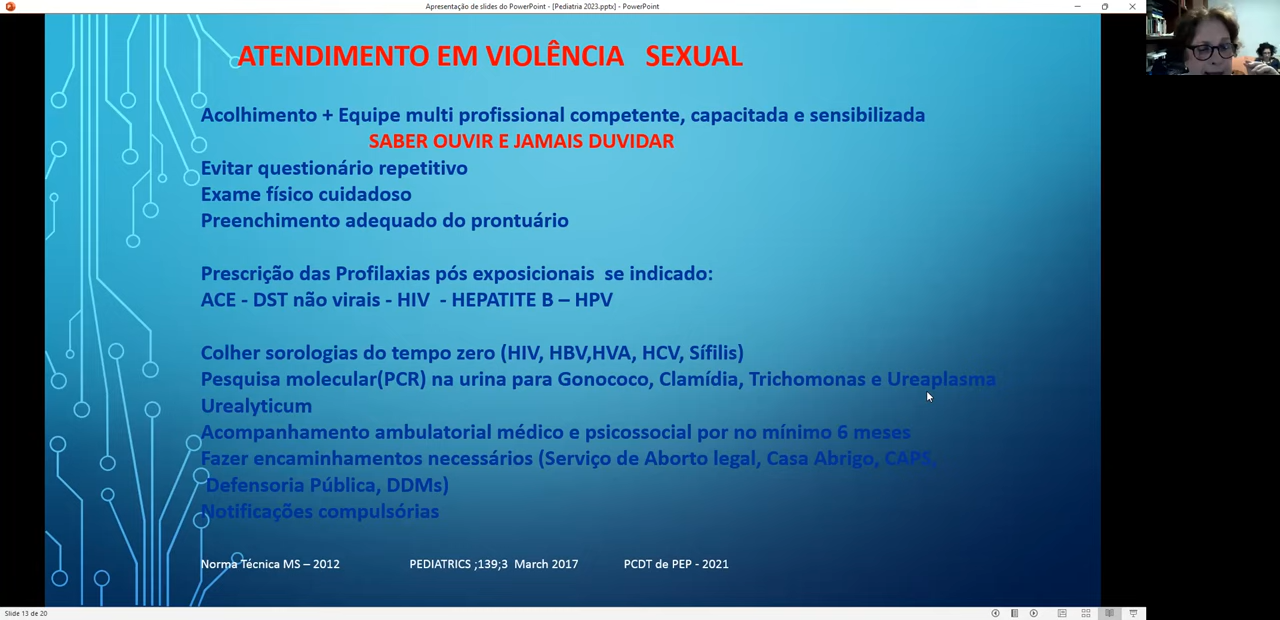 Apresentação de slides do PowerPoint - [Pediatria 2023.pptx] - PowerPoint
ATENDIMENTO EM VIOLÊNCIA SEXUAL
Acolhimento + Equipe multi profissional competente, capacitada e sensibilizada
SABER OUVIR E JAMAIS DUVIDAR
Evitar questionário repetitivo
Exame físico cuidadoso
Preenchimento adequado do prontuário
Prescrição das Profilaxias pós exposicionais se indicado:
ACE - DST não virais - HIV - HEPATITE B – HPV
Colher sorologias do tempo zero (HIV, HBV,HVA, HCV, Sífilis)
Pesquisa molecular(PCR) na urina para Gonococo, Clamídia, Trichomonas e Ureaplasma
Urealyticum
Acompanhamento ambulatorial médico e psicossocial por no mínimo 6 meses
Fazer encaminhamentos necessários (Serviço de Aborto legal, Casa Abrigo, CAPS,
Defensoria Pública, DDMs)
Notificações compulsórias
Norma Técnica MS – 2012 PEDIATRICS ;139;3 March 2017 PCDT de PEP - 2021
Slide 13 de 20